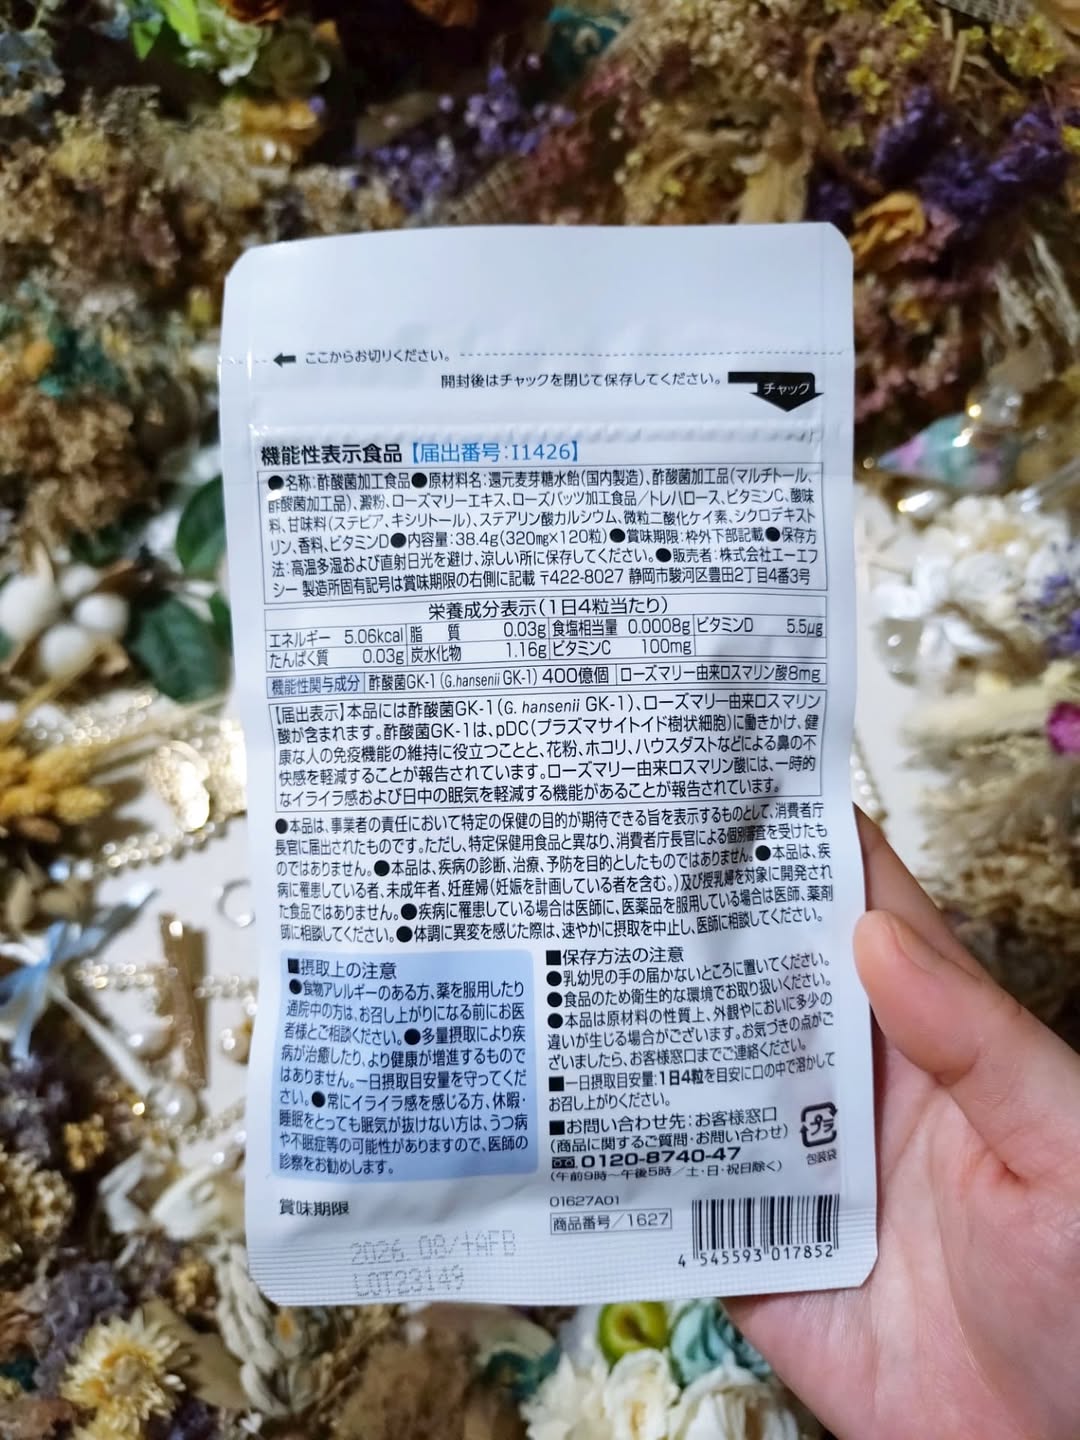 ここからお切りください。
開封後はチャックを閉じて保存してください。
チャック
機能性表示食品【届出番号:I1426】
●名称:酢酸菌加工食品●原材料名:還元麦芽糖水飴(国内製造)、酢酸菌加工品(マルチトール、
酢酸菌加工品)、澱粉、ローズマリーエキス、ローズバッツ加工食品/トレハロース、ビタミンC、酸味
料、甘味料(ステビア、キシリトール)、ステアリン酸カルシウム、微粒二酸化ケイ素、シクロデキスト
リン、香料、ビタミンD●内容量:38.4g(320mg×120粒)●賞味期限:枠外下部記載●保存方
法:高温多湿および直射日光を避け、涼しい所に保存してください。●販売者:株式会社エーエフ
シー 製造所固有記号は賞味期限の右側に記載 〒422-8027 静岡市駿河区豊田2丁目4番3号
栄養成分表示(1日4粒当たり)
エネルギー 5.06kcal 脂質 0.03g 食塩相当量 0.0008g ビタミンD 5.5μg
たんぱく質 0.03g 炭水化物 1.16g ビタミンC 100mg
機能性関与成分 酢酸菌GK-1(G.hansenii GK-1)400億個 ローズマリー由来ロスマリン酸8mg
【届出表示】本品には酢酸菌GK-1(G. hansenii GK-1)、ローズマリー由来ロスマリン
酸が含まれます。酢酸菌GK-1は、pDC(プラズマサイトイド樹状細胞)に働きかけ、健
康な人の免疫機能の維持に役立つことと、花粉、ホコリ、ハウスダストなどによる鼻の不
快感を軽減することが報告されています。ローズマリー由来ロスマリン酸には、一時的
なイライラ感および日中の眠気を軽減する機能があることが報告されています。
●本品は、事業者の責任において特定の保健の目的が期待できる旨を表示するものとして、消費者庁
長官に届出されたものです。ただし、特定保健用食品と異なり、消費者庁長官による個別審査を受けたも
のではありません。●本品は、疾病の診断、治療、予防を目的としたものではありません。●本品は、疾
病に罹患している者、未成年者、妊産婦(妊娠を計画している者を含む。)及び授乳婦を対象に開発され
た食品ではありません。●疾病に罹患している場合は医師に、医薬品を服用している場合は医師、薬剤
師に相談してください。●体調に異変を感じた際は、速やかに摂取を中止し、医師に相談してください。
■摂取上の注意
●食物アレルギーのある方、薬を服用したり
通院中の方は、お召し上がりになる前にお医
者様とご相談ください。●多量摂取により疾
病が治癒したり、より健康が増進するもので
はありません。一日摂取目安量を守ってくだ
さい。●常にイライラ感を感じる方、休暇・
睡眠をとっても眠気が抜けない方は、うつ病
や不眠症等の可能性がありますので、医師の
診察をお勧めします。
■保存方法の注意
●乳幼児の手の届かないところに置いてください。
●食品のため衛生的な環境でお取り扱いください。
●本品は原材料の性質上、外観やにおいに多少の
違いが生じる場合がございます。お気づきの点がご
ざいましたら、お客様窓口までご連絡ください。
■一日摂取目安量:1日4粒を目安に口の中で溶かして
お召し上がりください。
■お問い合わせ先:お客様窓口
(商品に関するご質問・お問い合わせ)
0120-8740-47
(午前9時〜午後5時/土・日・祝日除く)
プラ
包装袋
01627A01
商品番号/1627
賞味期限
2026.08/+AFB
LOT23149
4 545593 017852